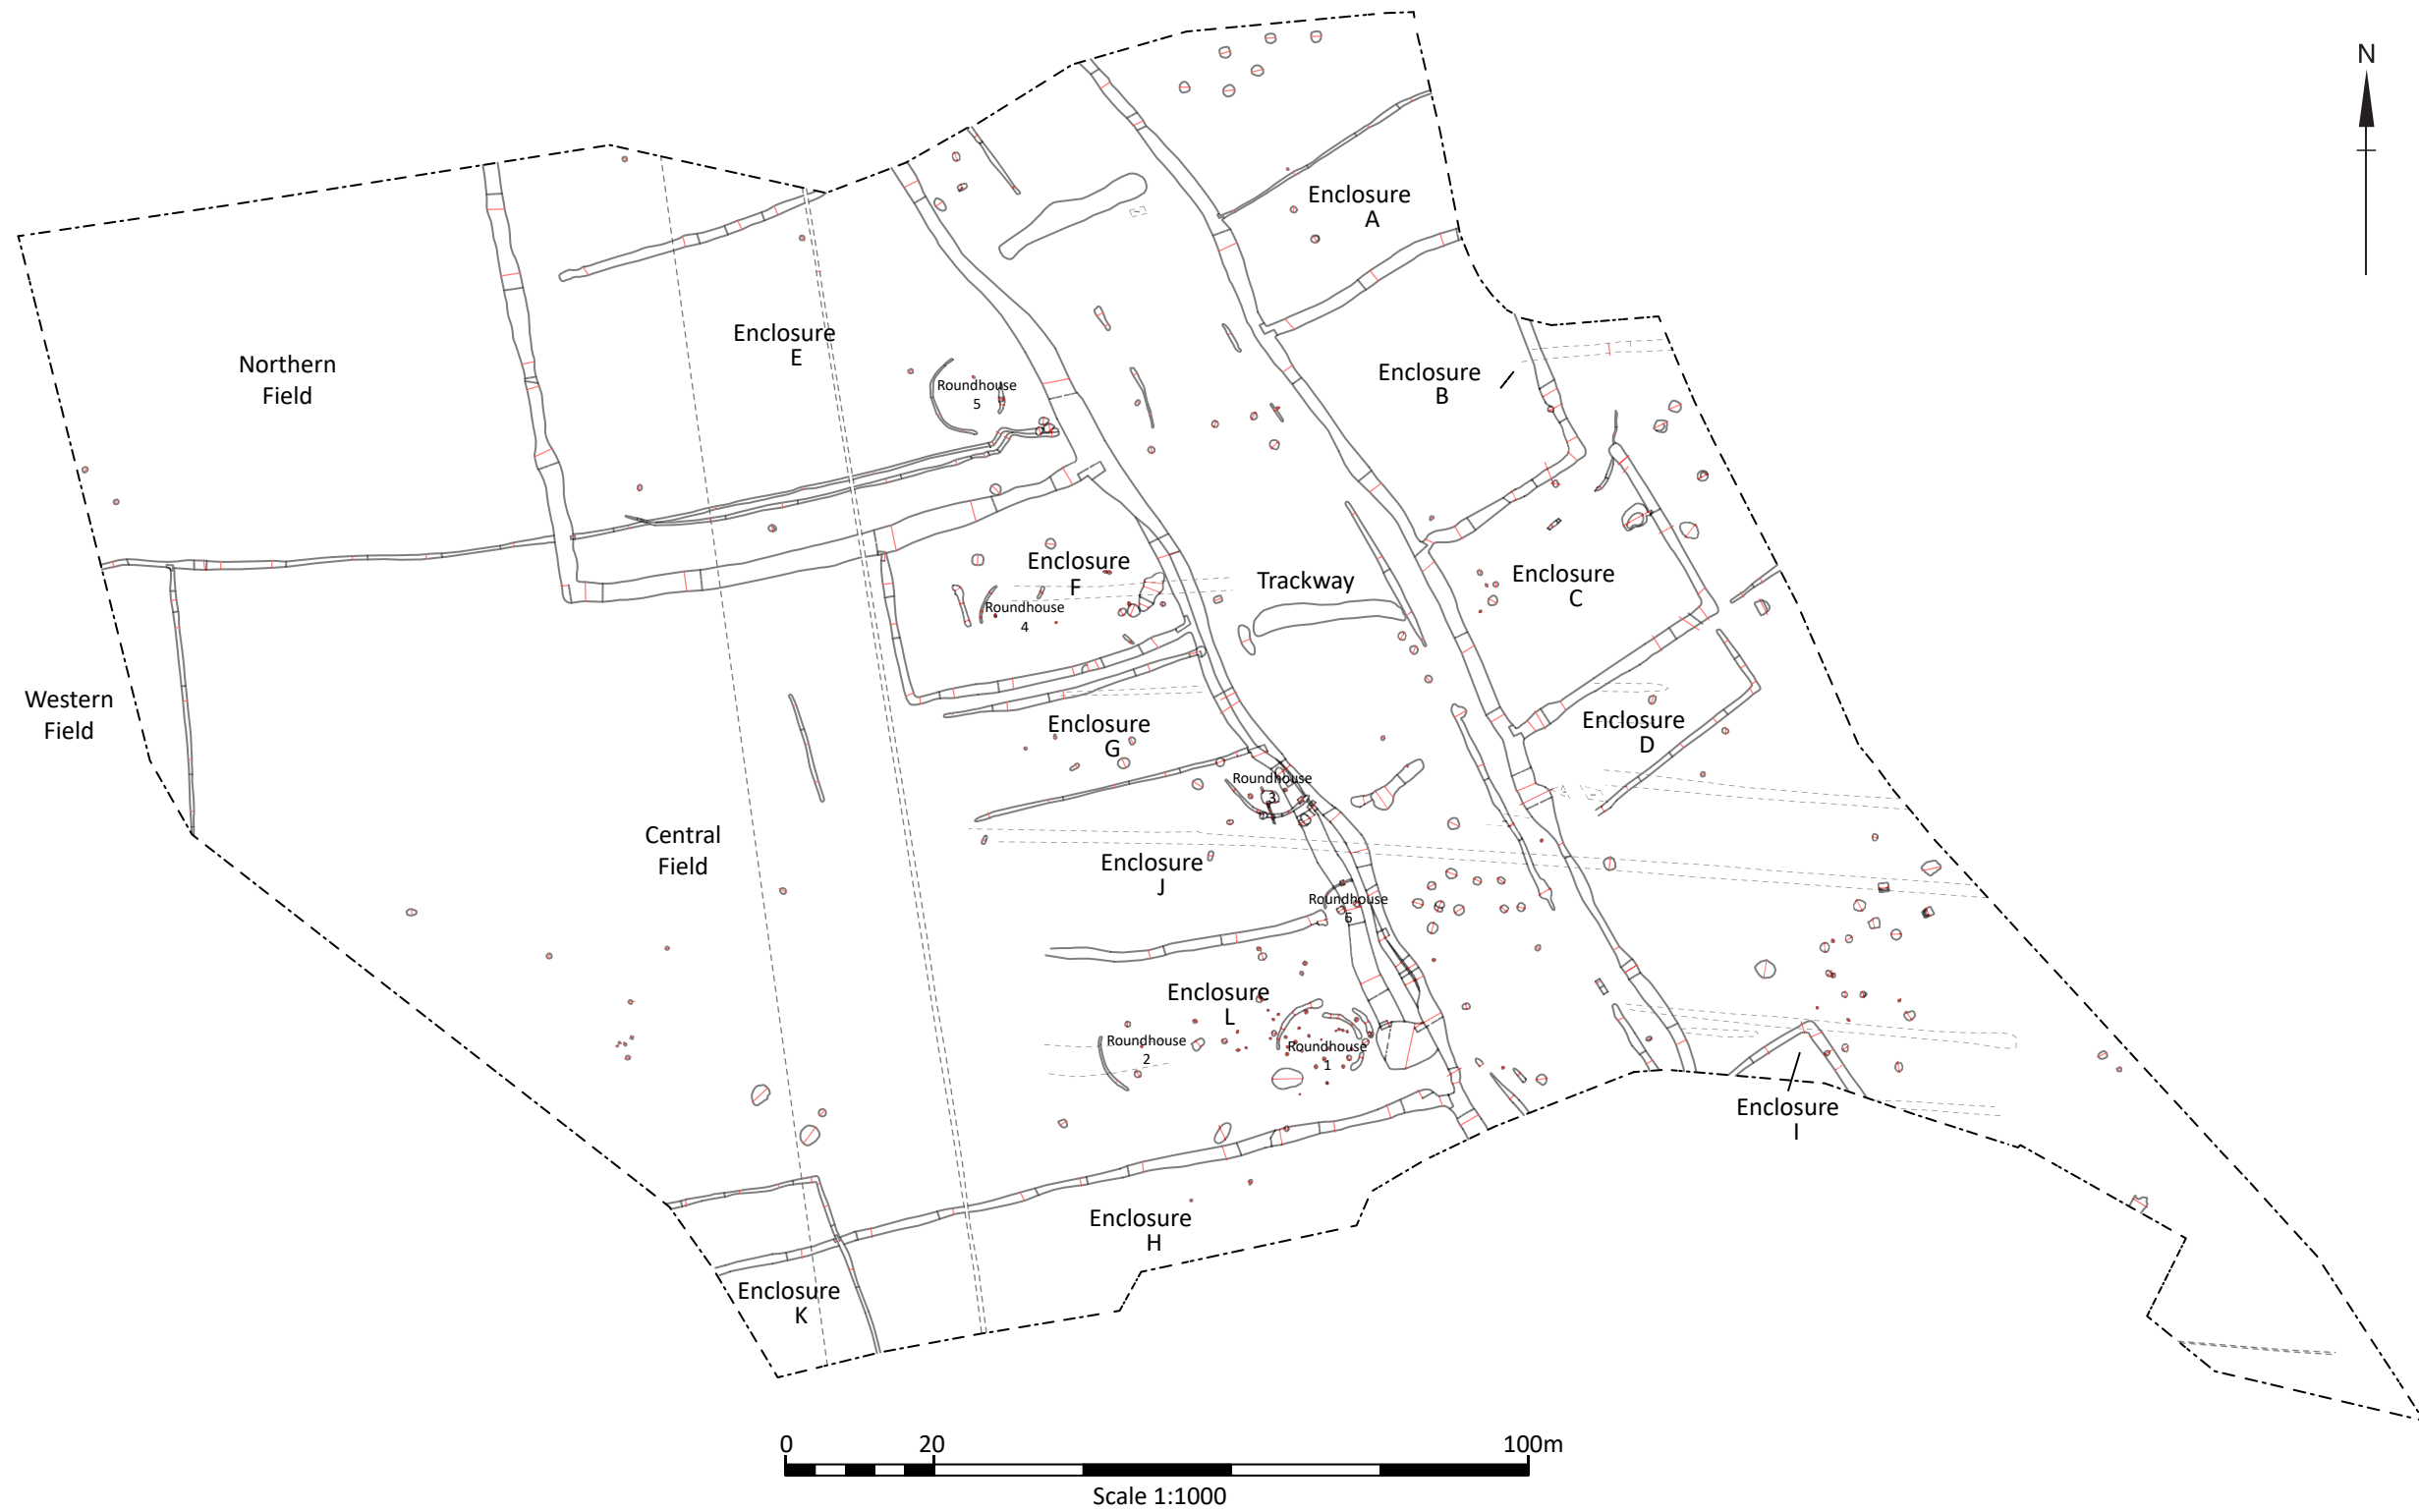 N
Enclosure
A
Northern
Field
Enclosure
E
Enclosure
B
Roundhouse
5
Enclosure
F
Trackway
Enclosure
C
Roundhouse
4
Western
Field
Enclosure
G
Enclosure
D
Roundhouse
3
Central
Field
Enclosure
J
Roundhouse
6
Enclosure
L
Roundhouse
2
Roundhouse
1
Enclosure
I
Enclosure
H
Enclosure
K
0 20 100m
Scale 1:1000